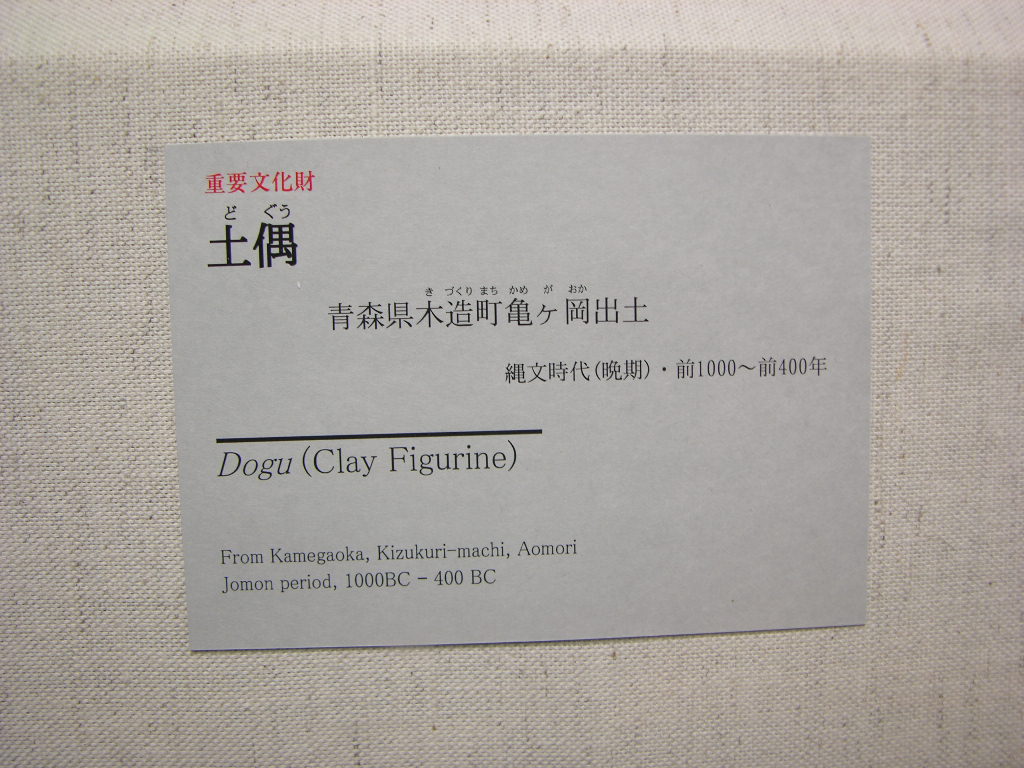 重要文化財
ど ぐう
土偶
き づくり まち かめ が おか
青森県木造町亀ヶ岡出土
縄文時代(晩期)・前1000～前400年
Dogu (Clay Figurine)
From Kamegaoka, Kizukuri-machi, Aomori
Jomon period, 1000BC - 400 BC